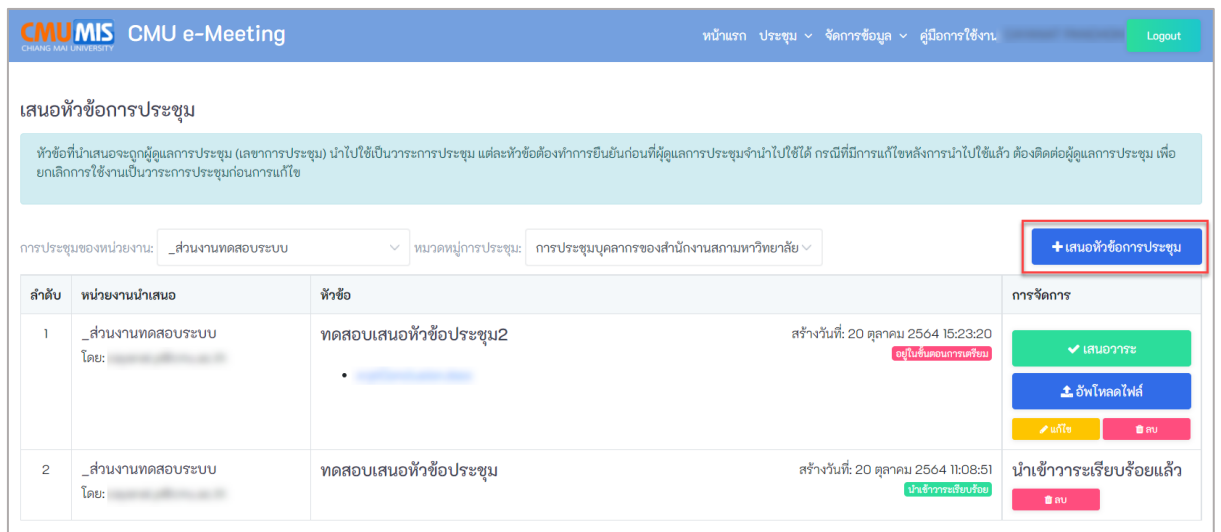 CMUMIS CMU e-Meeting หน้าแรก ประชุม จัดการข้อมูล คู่มือการใช้งาน Logout
CHIANG MAI UNIVERSITY
เสนอหัวข้อการประชุม
หัวข้อที่นำเสนอจะถูกผู้ดูแลการประชุม (เลขาการประชุม) นำไปใช้เป็นวาระการประชุม แต่ละหัวข้อต้องทำการยืนยันก่อนที่ผู้ดูแลการประชุมจำนำไปใช้ได้ กรณีที่มีการแก้ไขหลังการนำไปใช้แล้ว ต้องติดต่อผู้ดูแลการประชุม เพื่อ
ยกเลิกการใช้งานเป็นวาระการประชุมก่อนการแก้ไข
การประชุมของหน่วยงาน: _ส่วนงานทดสอบระบบ หมวดหมู่การประชุม: การประชุมบุคลากรของสำนักงานสภามหาวิทยาลัย +เสนอหัวข้อการประชุม
ลำดับ หน่วยงานนำเสนอ หัวข้อ การจัดการ
1 _ส่วนงานทดสอบระบบ ทดสอบเสนอหัวข้อประชุม2 สร้างวันที่: 20 ตุลาคม 2564 15:23:20
โดย: อยู่ในขั้นตอนการเตรียม เสนอวาระ
อัพโหลดไฟล์
แก้ไข ลบ
2 _ส่วนงานทดสอบระบบ ทดสอบเสนอหัวข้อประชุม สร้างวันที่: 20 ตุลาคม 2564 11:08:51 นำเข้าวาระเรียบร้อยแล้ว
โดย: นำเข้าวาระเรียบร้อย ลบ